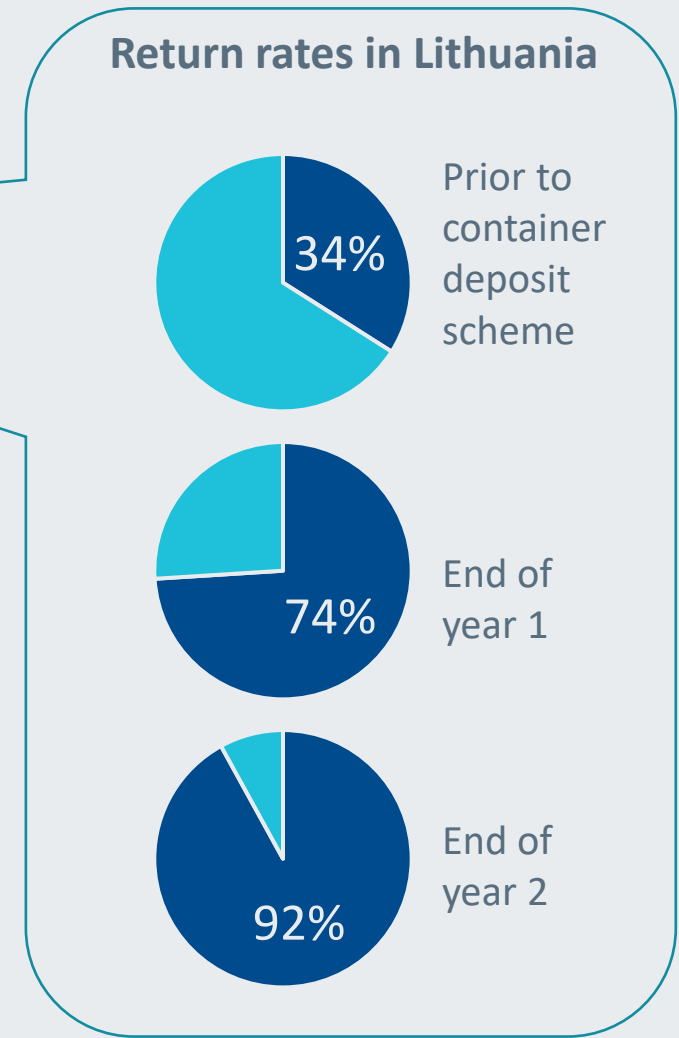 Return rates in Lithuania
34%
Prior to
container
deposit
scheme
74%
End of
year 1
92%
End of
year 2